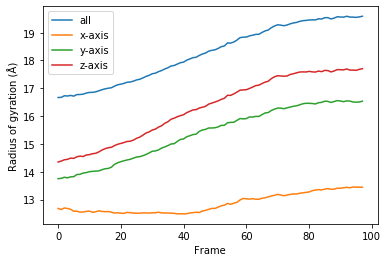 all
x-axis
y-axis
z-axis
Radius of gyration (Å)
19
18
17
16
15
14
13
0 20 40 60 80 100
Frame